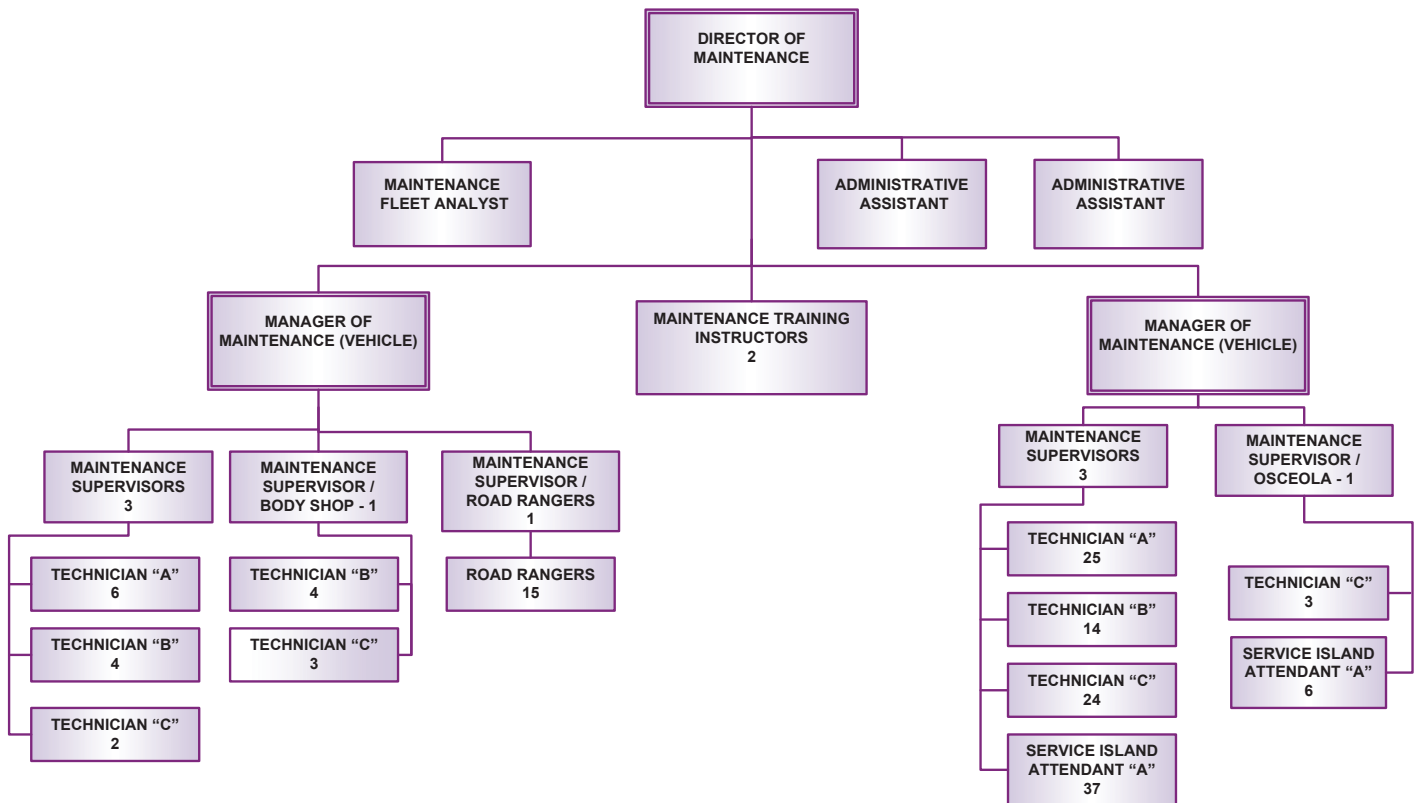 DIRECTOR OF
MAINTENANCE
MAINTENANCE
FLEET ANALYST
ADMINISTRATIVE
ASSISTANT
ADMINISTRATIVE
ASSISTANT
MANAGER OF
MAINTENANCE (VEHICLE)
MAINTENANCE TRAINING
INSTRUCTORS
2
MANAGER OF
MAINTENANCE (VEHICLE)
MAINTENANCE
SUPERVISORS
3
MAINTENANCE
SUPERVISOR /
BODY SHOP - 1
MAINTENANCE
SUPERVISOR /
ROAD RANGERS
1
MAINTENANCE
SUPERVISORS
3
MAINTENANCE
SUPERVISOR /
OSCEOLA - 1
TECHNICIAN “A”
6
TECHNICIAN “B”
4
TECHNICIAN “C”
2
TECHNICIAN “B”
4
TECHNICIAN “C”
3
ROAD RANGERS
15
TECHNICIAN “A”
25
TECHNICIAN “B”
14
TECHNICIAN “C”
24
SERVICE ISLAND
ATTENDANT “A”
37
TECHNICIAN “C”
3
SERVICE ISLAND
ATTENDANT “A”
6